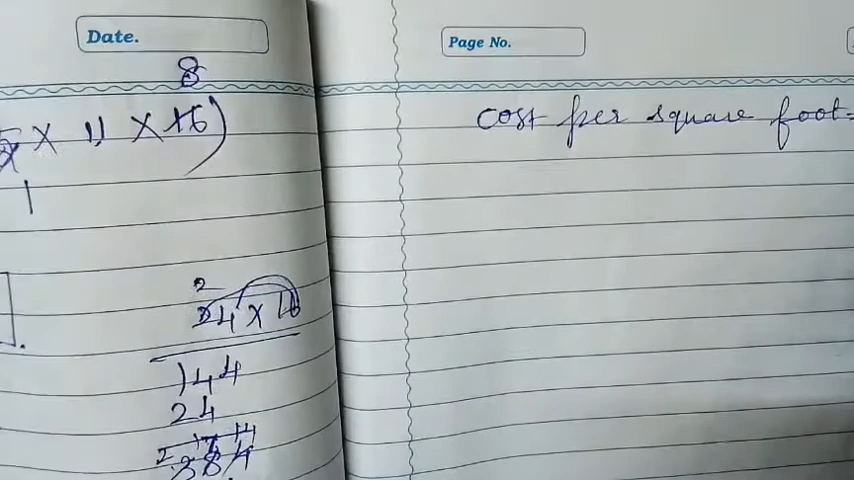 Date.
8
x 11 x 16)
1
2
24 x 16
144
24
384
Page No.
cost per square foot =